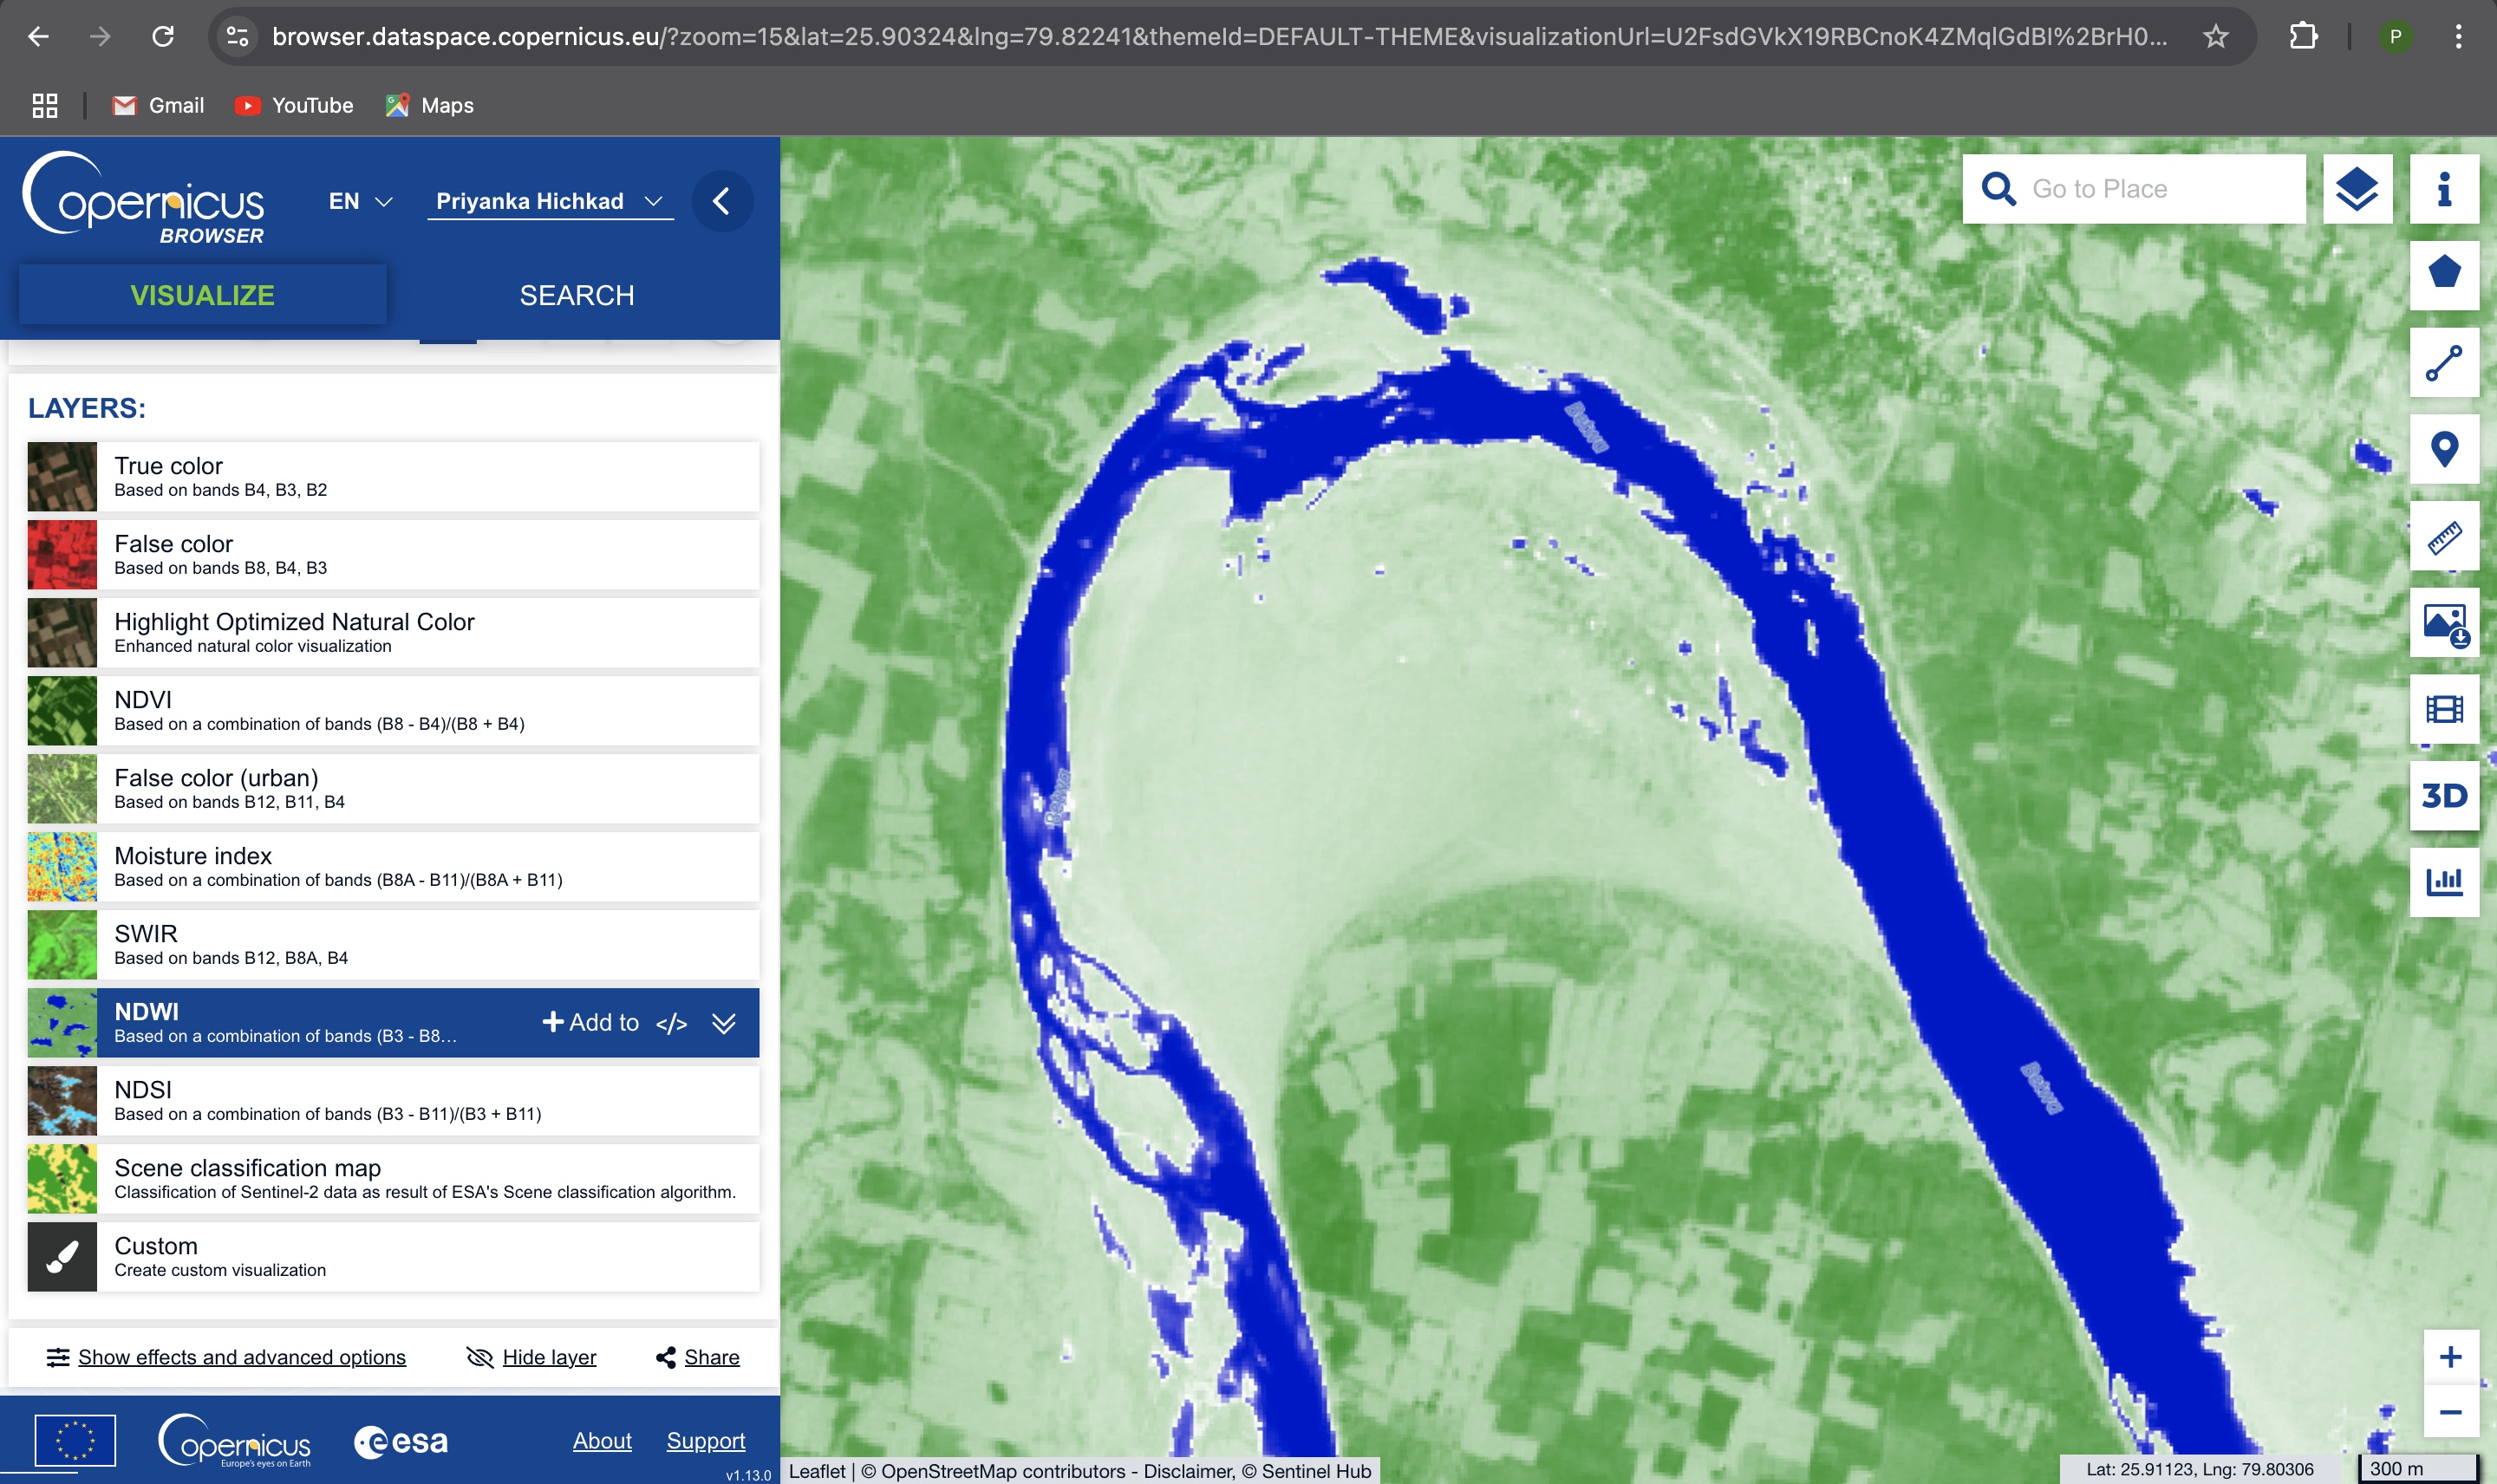 browser.dataspace.copernicus.eu/?zoom=15&lat=25.90324&lng=79.82241&themeId=DEFAULT-THEME&visualizationUrl=U2FsdGVkX19RBCnoK4ZMqIGdBI%2BrH0...
P
Gmail
YouTube
Maps
Copernicus
BROWSER
EN
Priyanka Hichkad
VISUALIZE
SEARCH
Go to Place
LAYERS:
True color
Based on bands B4, B3, B2
False color
Based on bands B8, B4, B3
Highlight Optimized Natural Color
Enhanced natural color visualization
NDVI
Based on a combination of bands (B8 - B4)/(B8 + B4)
False color (urban)
Based on bands B12, B11, B4
Moisture index
Based on a combination of bands (B8A - B11)/(B8A + B11)
SWIR
Based on bands B12, B8A, B4
NDWI
Based on a combination of bands (B3 - B8...
Add to </>
NDSI
Based on a combination of bands (B3 - B11)/(B3 + B11)
Scene classification map
Classification of Sentinel-2 data as result of ESA's Scene classification algorithm.
Custom
Create custom visualization
Show effects and advanced options
Hide layer
Share
Copernicus
Europe's eyes on Earth
esa
About
Support
v1.13.0
Betwa
Betwa
Betwa
3D
Leaflet | © OpenStreetMap contributors - Disclaimer, © Sentinel Hub
Lat: 25.91123, Lng: 79.80306
300 m